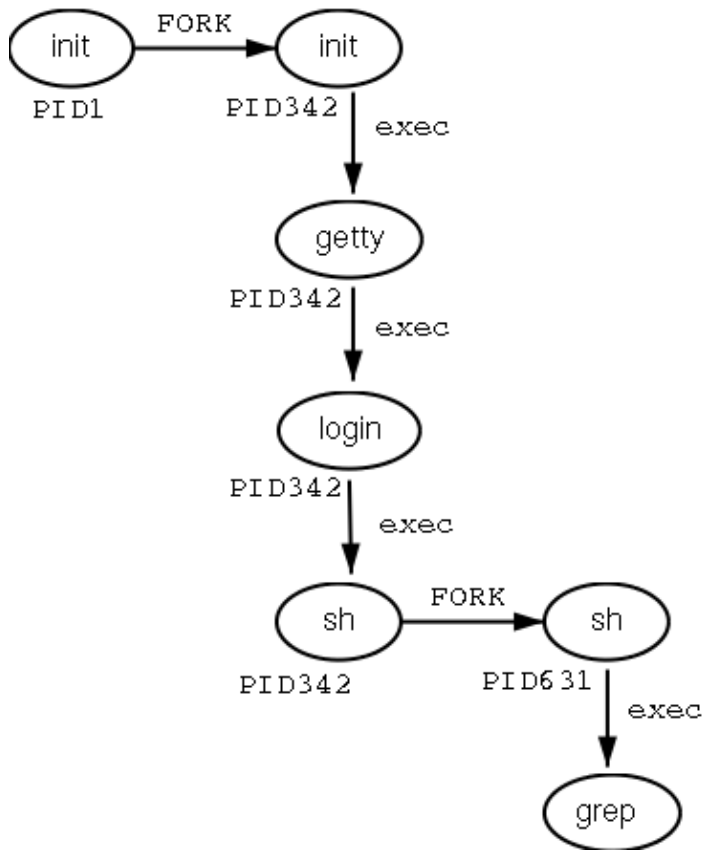 FORK
init
init
PID1
PID342
exec
getty
PID342
exec
login
PID342
exec
sh
FORK
sh
PID342
PID631
exec
grep